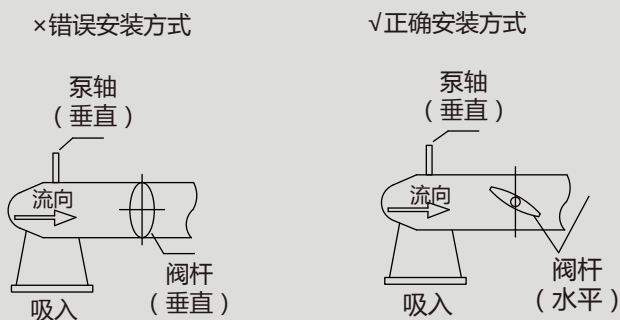 ×错误安装方式
泵轴
（垂直）
流向
阀杆
（垂直）
吸入
√正确安装方式
泵轴
（垂直）
流向
阀杆
（水平）
吸入